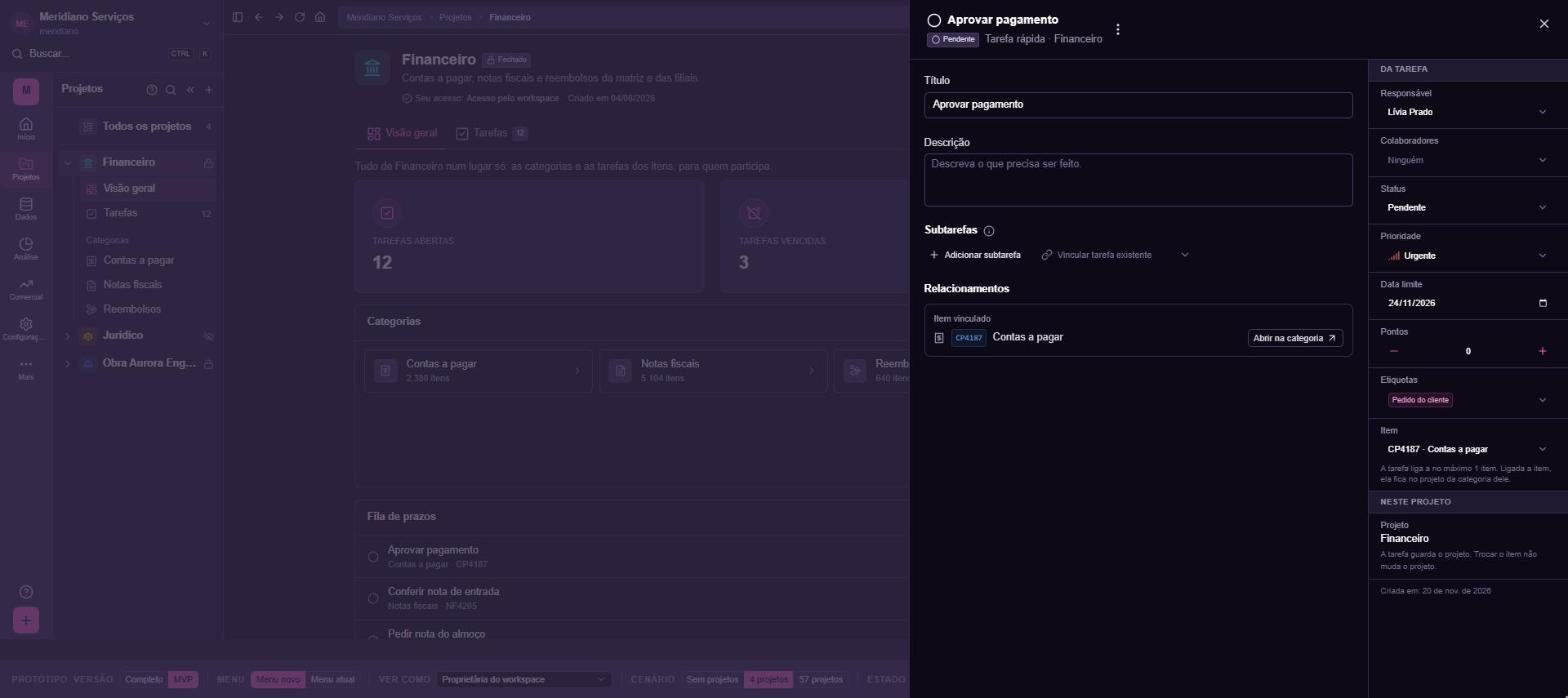 ME
Meridiano Serviços
meridiano
Buscar...
CTRL K
M
Início
Projetos
Dados
Análise
Comercial
Configuraç...
Mais
Projetos
Todos os projetos 4
Financeiro
Visão geral
Tarefas 12
Categorias
Contas a pagar
Notas fiscais
Reembolsos
Jurídico
Obra Aurora Eng...
Meridiano Serviços Projetos Financeiro
Financeiro Fechado
Contas a pagar, notas fiscais e reembolsos da matriz e das filiais.
Seu acesso: Acesso pelo workspace · Criado em 04/08/2026
Visão geral Tarefas 12
Tudo de Financeiro num lugar só: as categorias e as tarefas dos itens, para quem participa.
TAREFAS ABERTAS
12
TAREFAS VENCIDAS
3
Categorias
Contas a pagar
2.380 itens
Notas fiscais
5.104 itens
Reemb
640 itens
Fila de prazos
Aprovar pagamento
Contas a pagar · CP4187
Conferir nota de entrada
Notas fiscais · NF4205
Pedir nota do almoço
PROTÓTIPO VERSÃO Completo MVP MENU Menu novo Menu atual VER COMO Proprietária do workspace CENÁRIO Sem projetos 4 projetos 57 projetos ESTADO
Aprovar pagamento
Pendente Tarefa rápida · Financeiro
Título
Aprovar pagamento
Descrição
Descreva o que precisa ser feito.
Subtarefas
Adicionar subtarefa Vincular tarefa existente
Relacionamentos
Item vinculado
CP4187 Contas a pagar Abrir na categoria
DA TAREFA
Responsável
Lívia Prado
Colaboradores
Ninguém
Status
Pendente
Prioridade
Urgente
Data limite
24/11/2026
Pontos
0
Etiquetas
Pedido do cliente
Item
CP4187 · Contas a pagar
A tarefa liga a no máximo 1 item. Ligada a item,
ela fica no projeto da categoria dele.
NESTE PROJETO
Projeto
Financeiro
A tarefa guarda o projeto. Trocar o item não
muda o projeto.
Criada em: 20 de nov. de 2026